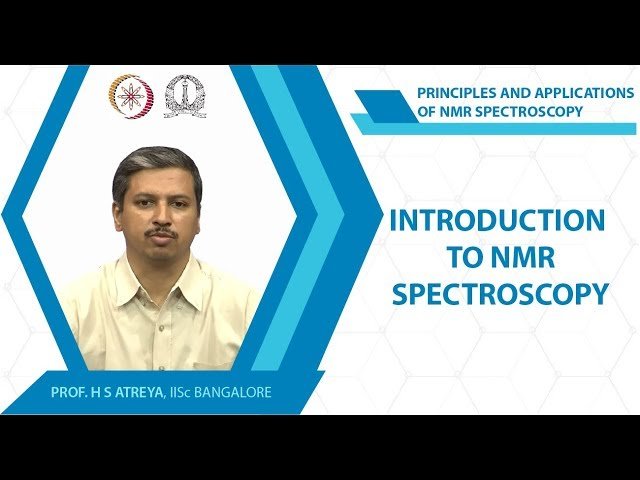 PRINCIPLES AND APPLICATIONS
OF NMR SPECTROSCOPY
INTRODUCTION
TO NMR
SPECTROSCOPY
PROF. H S ATREYA, IISc BANGALORE